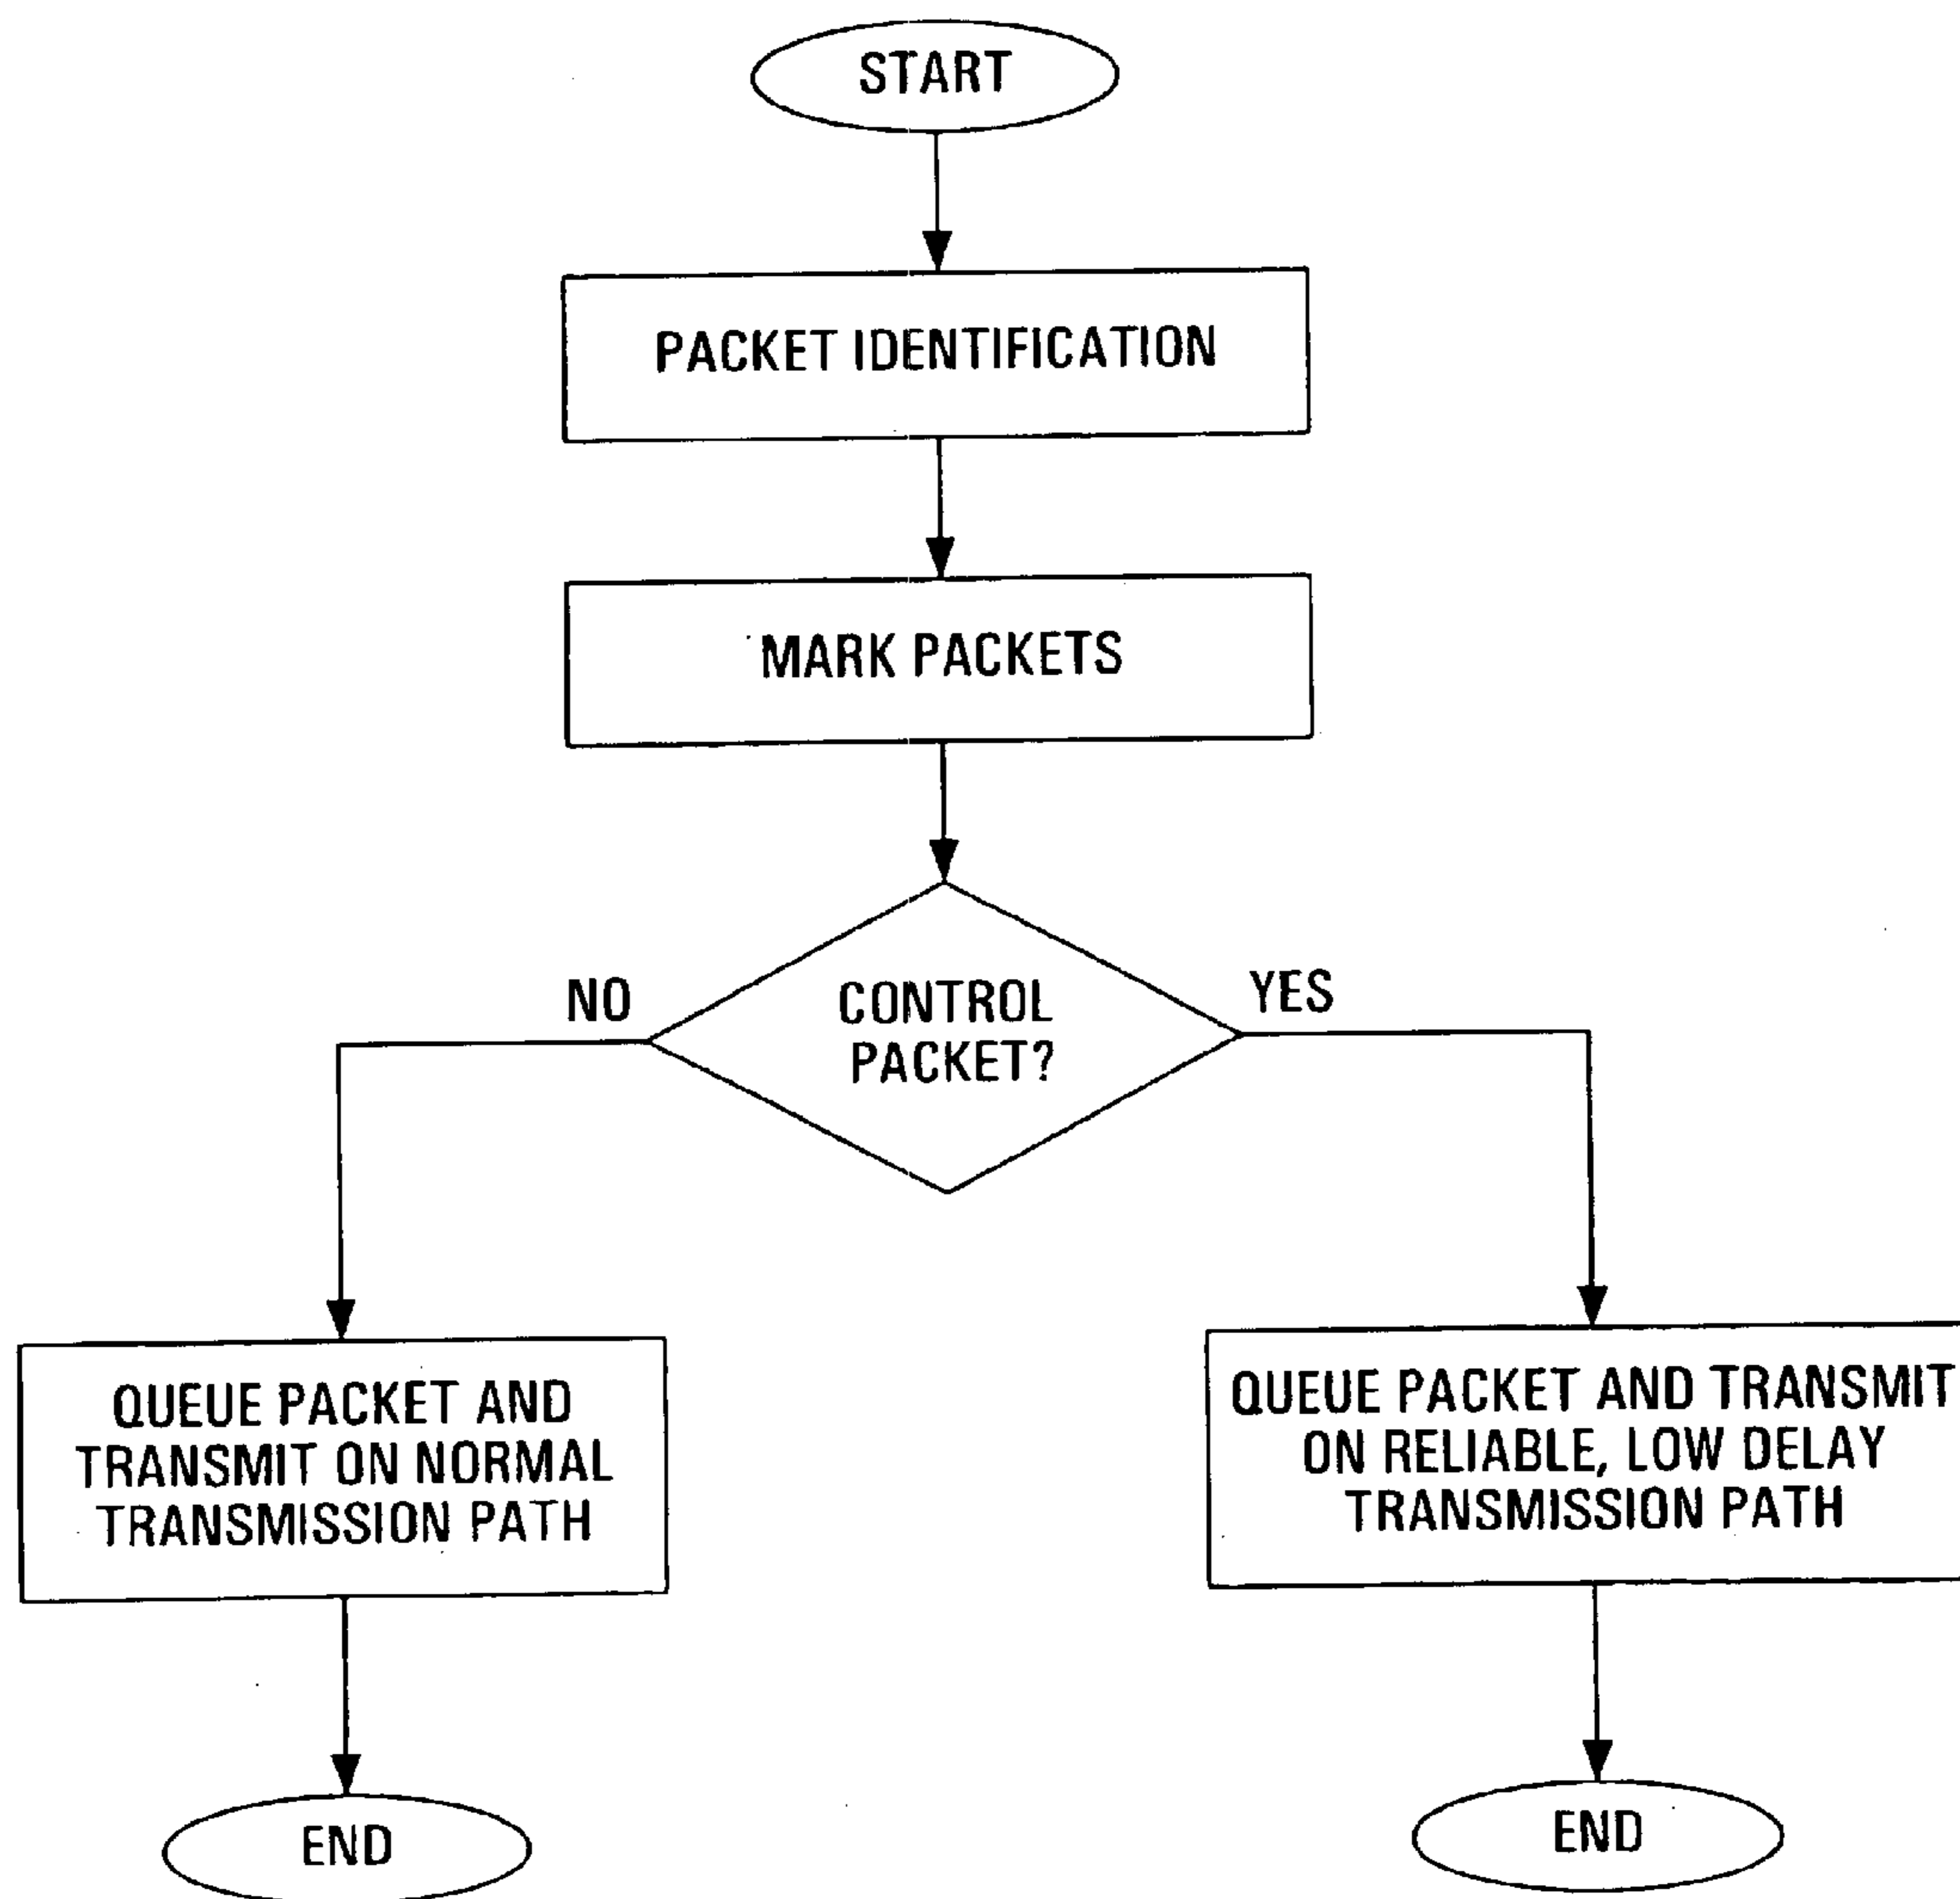 START
PACKET IDENTIFICATION
MARK PACKETS
NO
CONTROL
PACKET?
YES
QUEUE PACKET AND
TRANSMIT ON NORMAL
TRANSMISSION PATH
QUEUE PACKET AND TRANSMIT
ON RELIABLE, LOW DELAY
TRANSMISSION PATH
END
END